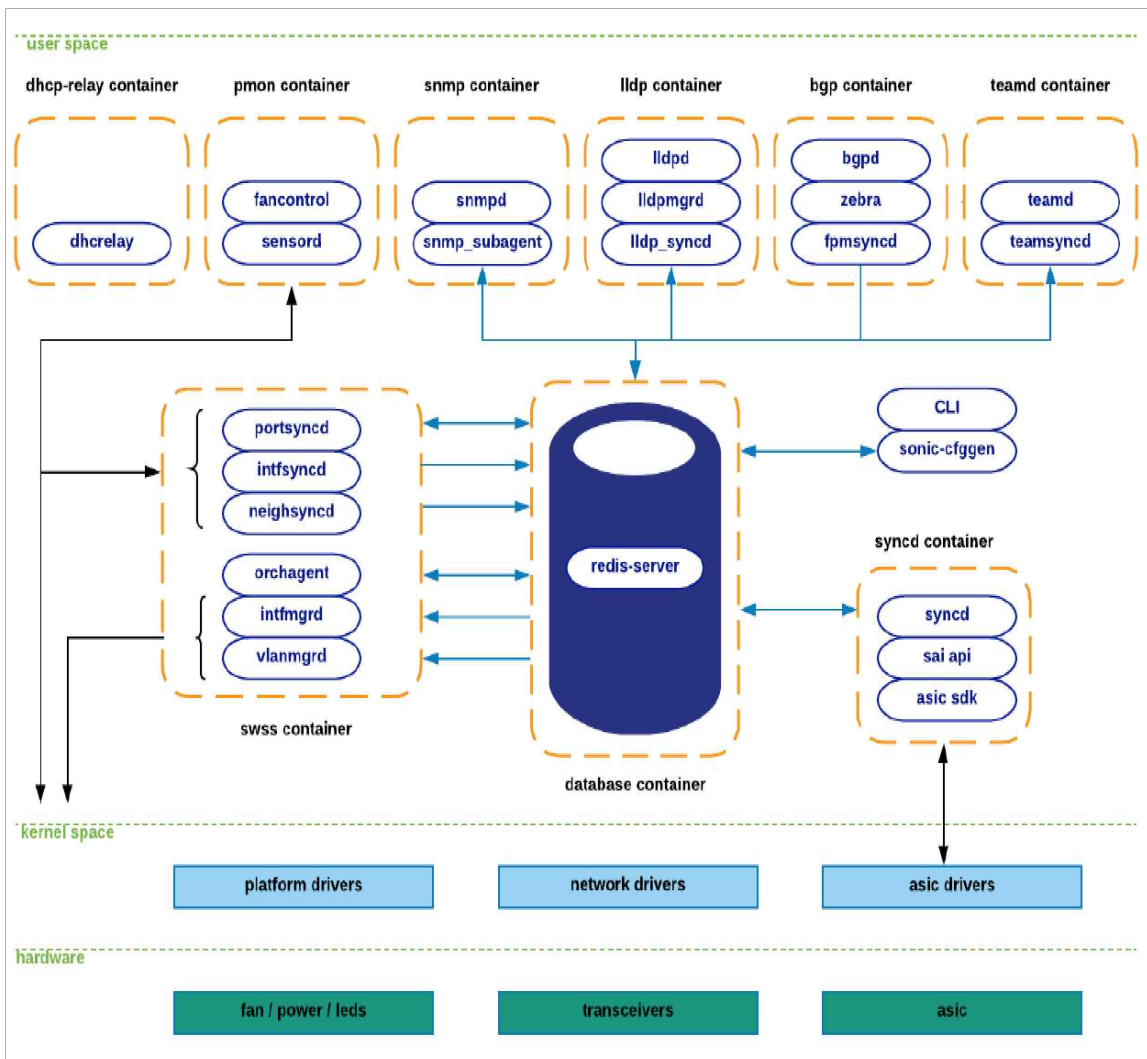 user space
dhcp-relay container
pmon container
snmp container
lldp container
bgp container
teamd container
dhcrelay
fancontrol
sensord
snmpd
snmp_subagent
lldpd
lldpmgrd
lldp_syncd
bgpd
zebra
fpmsyncd
teamd
teamsyncd
portsyncd
intfsyncd
neighsyncd
orchagent
intfmgrd
vlanmgrd
swss container
redis-server
database container
CLI
sonic-cfggen
syncd container
syncd
sai api
asic sdk
kernel space
platform drivers
network drivers
asic drivers
hardware
fan / power / leds
transceivers
asic